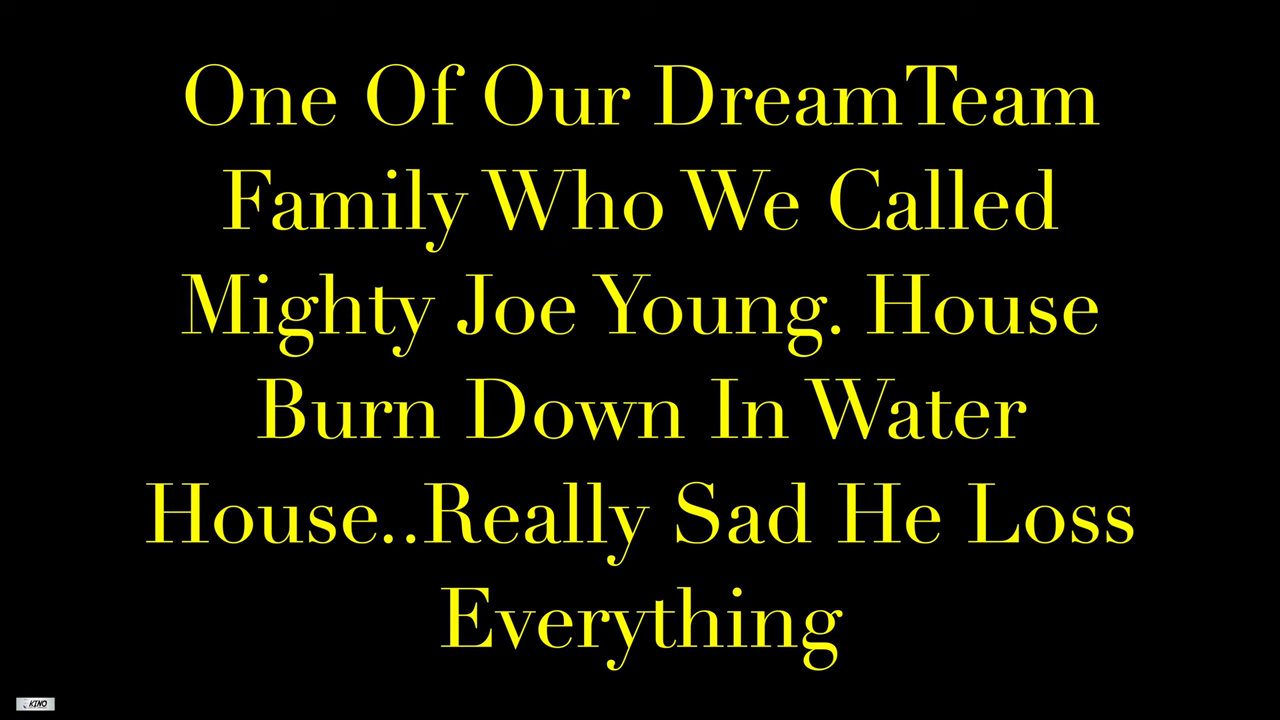 One Of Our DreamTeam
Family Who We Called
Mighty Joe Young. House
Burn Down In Water
House..Really Sad He Loss
Everything
KINO